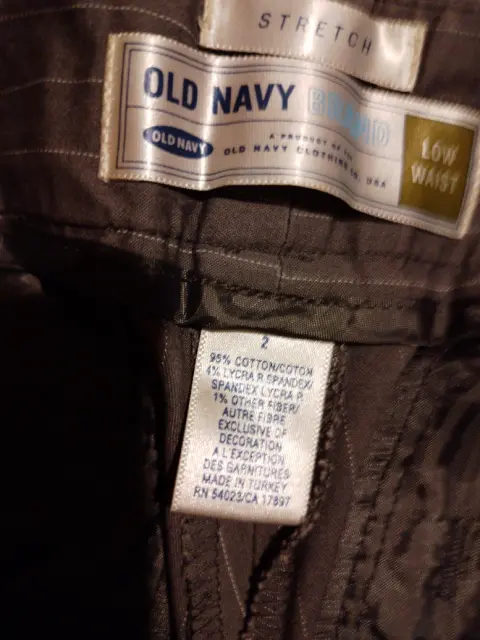 STRETCH
OLD NAVY BRAND
OLD NAVY
A PRODUCT OF THE
OLD NAVY CLOTHING CO. USA
LOW
WAIST
2
95% COTTON/COTON
4% LYCRA R SPANDEX/
SPANDEX LYCRA R
1% OTHER FIBER/
AUTRE FIBRE
EXCLUSIVE OF
DECORATION
A L'EXCEPTION
DES GARNITURES
MADE IN TURKEY
RN 54023/CA 17897